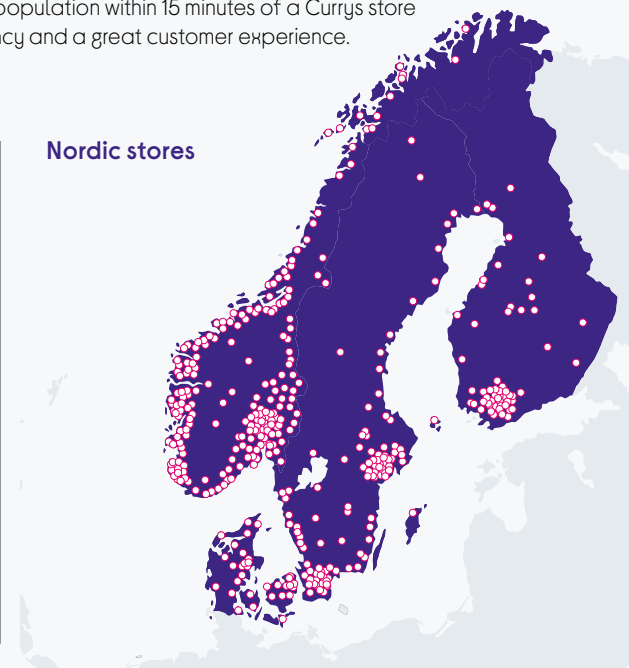 population within 15 minutes of a Currys store
ncy and a great customer experience.
Nordic stores